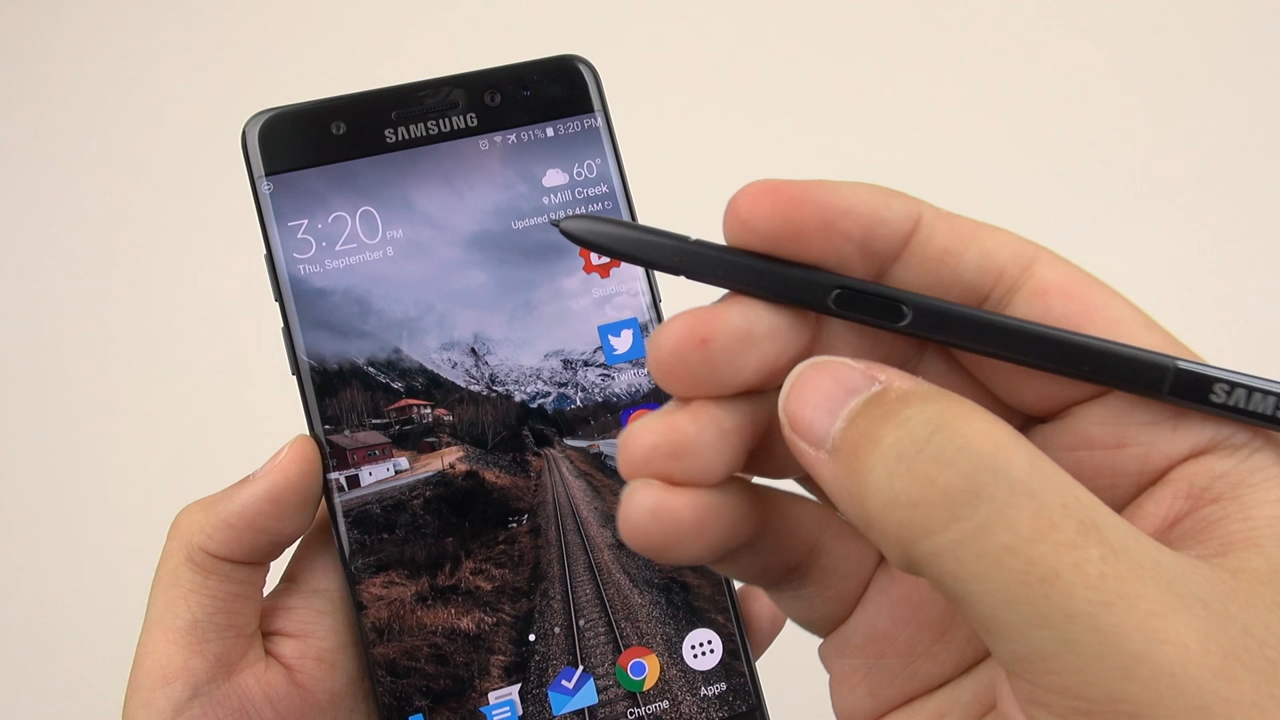 SAMSUNG
91% 3:20 PM
60°
Mill Creek
Updated 9/8 9:44 AM
3:20 PM
Thu, September 8
Studio
Twitter
Chrome
Apps
SAMS